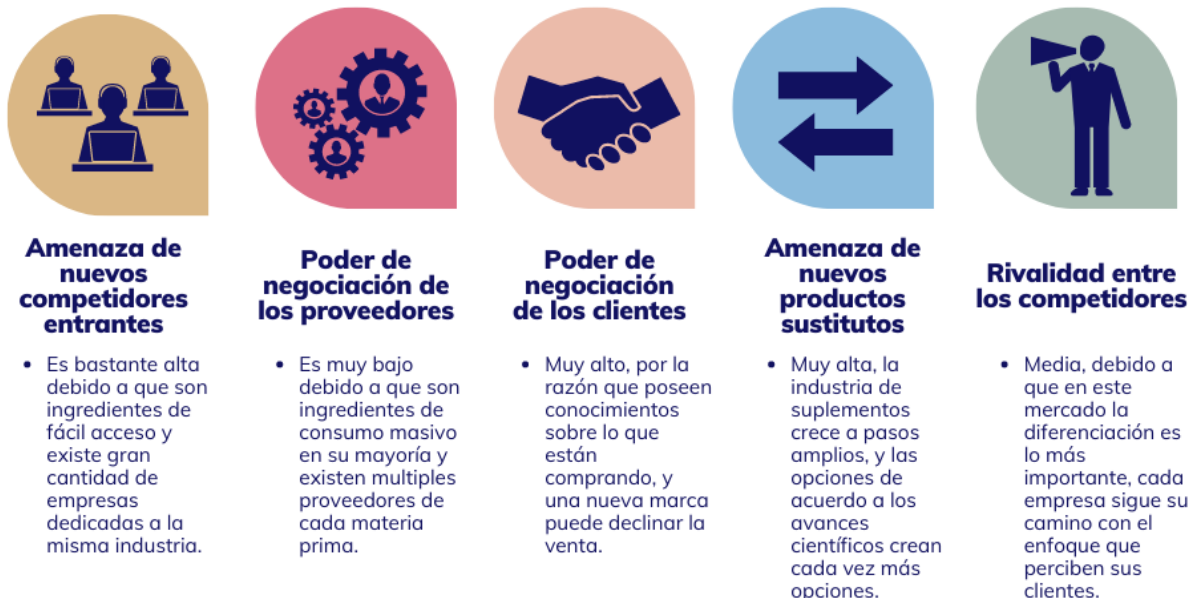 Amenaza de
nuevos
competidores
entrantes
• Es bastante alta
debido a que son
ingredientes de
fácil acceso y
existe gran
cantidad de
empresas
dedicadas a la
misma industria.
Poder de
negociación de
los proveedores
• Es muy bajo
debido a que son
ingredientes de
consumo masivo
en su mayoría y
existen multiples
proveedores de
cada materia
prima.
Poder de
negociación
de los clientes
• Muy alto, por la
razón que poseen
conocimientos
sobre lo que
están
comprando, y
una nueva marca
puede declinar la
venta.
Amenaza de
nuevos
productos
sustitutos
• Muy alta, la
industria de
suplementos
crece a pasos
amplios, y las
opciones de
acuerdo a los
avances
científicos crean
cada vez más
opciones.
Rivalidad entre
los competidores
• Media, debido a
que en este
mercado la
diferenciación es
lo más
importante, cada
empresa sigue su
camino con el
enfoque que
perciben sus
clientes.